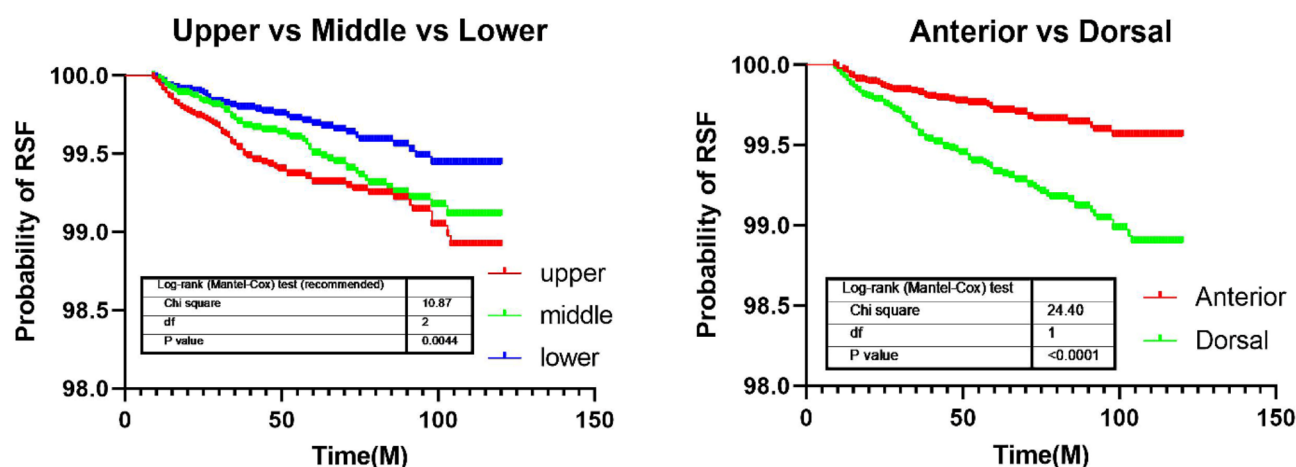 Upper vs Middle vs Lower
Probability of RSF
100.0
99.5
99.0
98.5
98.0
Log-rank (Mantel-Cox) test (recommended)
Chi square 10.87
df 2
P value 0.0044
upper
middle
lower
0 50 100 150
Time(M)
Anterior vs Dorsal
Probability of RSF
100.0
99.5
99.0
98.5
98.0
Log-rank (Mantel-Cox) test
Chi square 24.40
df 1
P value <0.0001
Anterior
Dorsal
0 50 100 150
Time(M)